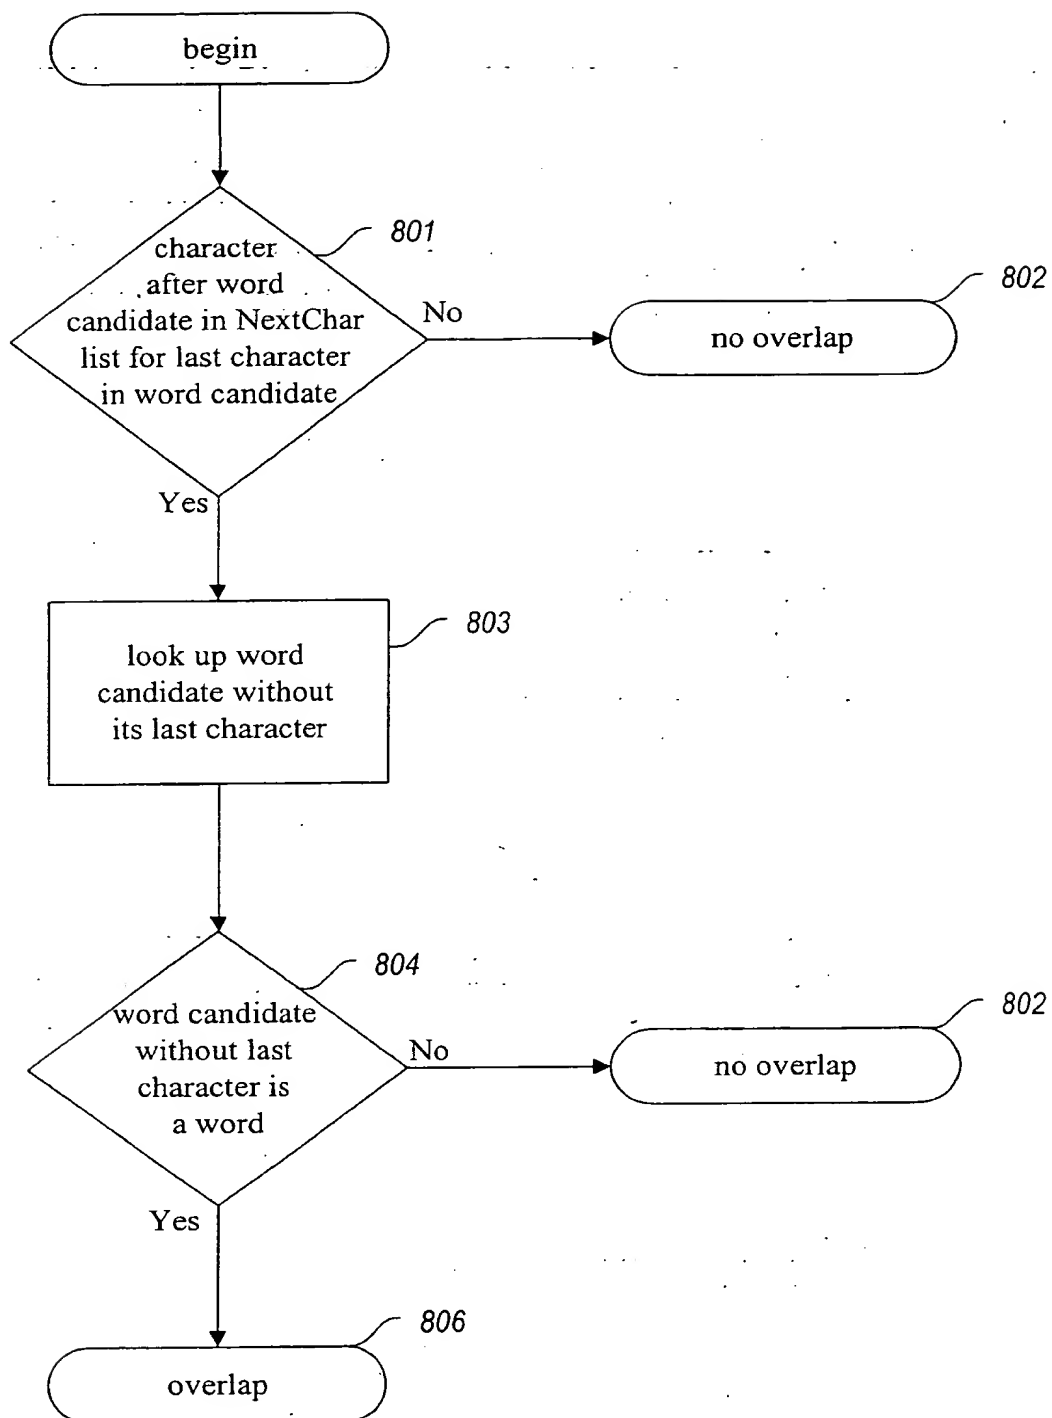 begin
801
character
after word
candidate in NextChar
list for last character
in word candidate
No
802
no overlap
Yes
803
look up word
candidate without
its last character
804
word candidate
without last
character is
a word
No
802
no overlap
Yes
806
overlap